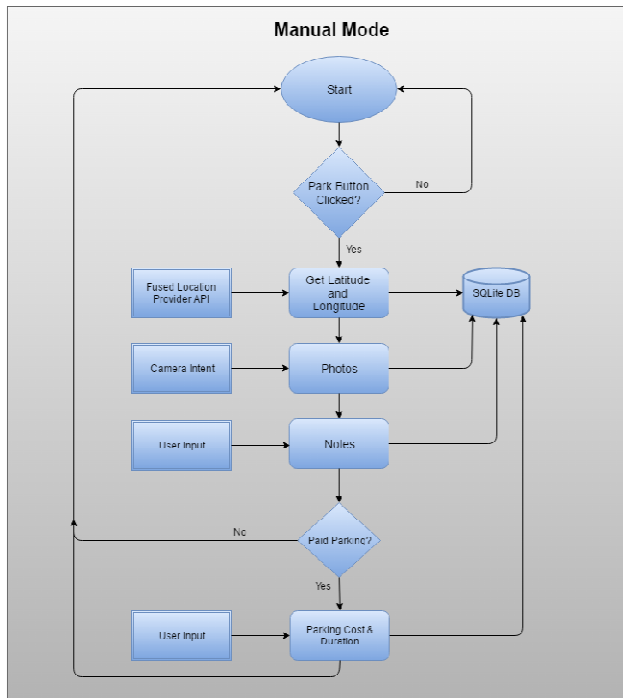 Manual Mode
Start
Park Button
Clicked?
No
Yes
Fused Location
Provider API
Get Latitude
and
Longitude
SQLite DB
Camera Intent
Photos
User Input
Notes
No
Paid Parking?
Yes
User Input
Parking Cost &
Duration